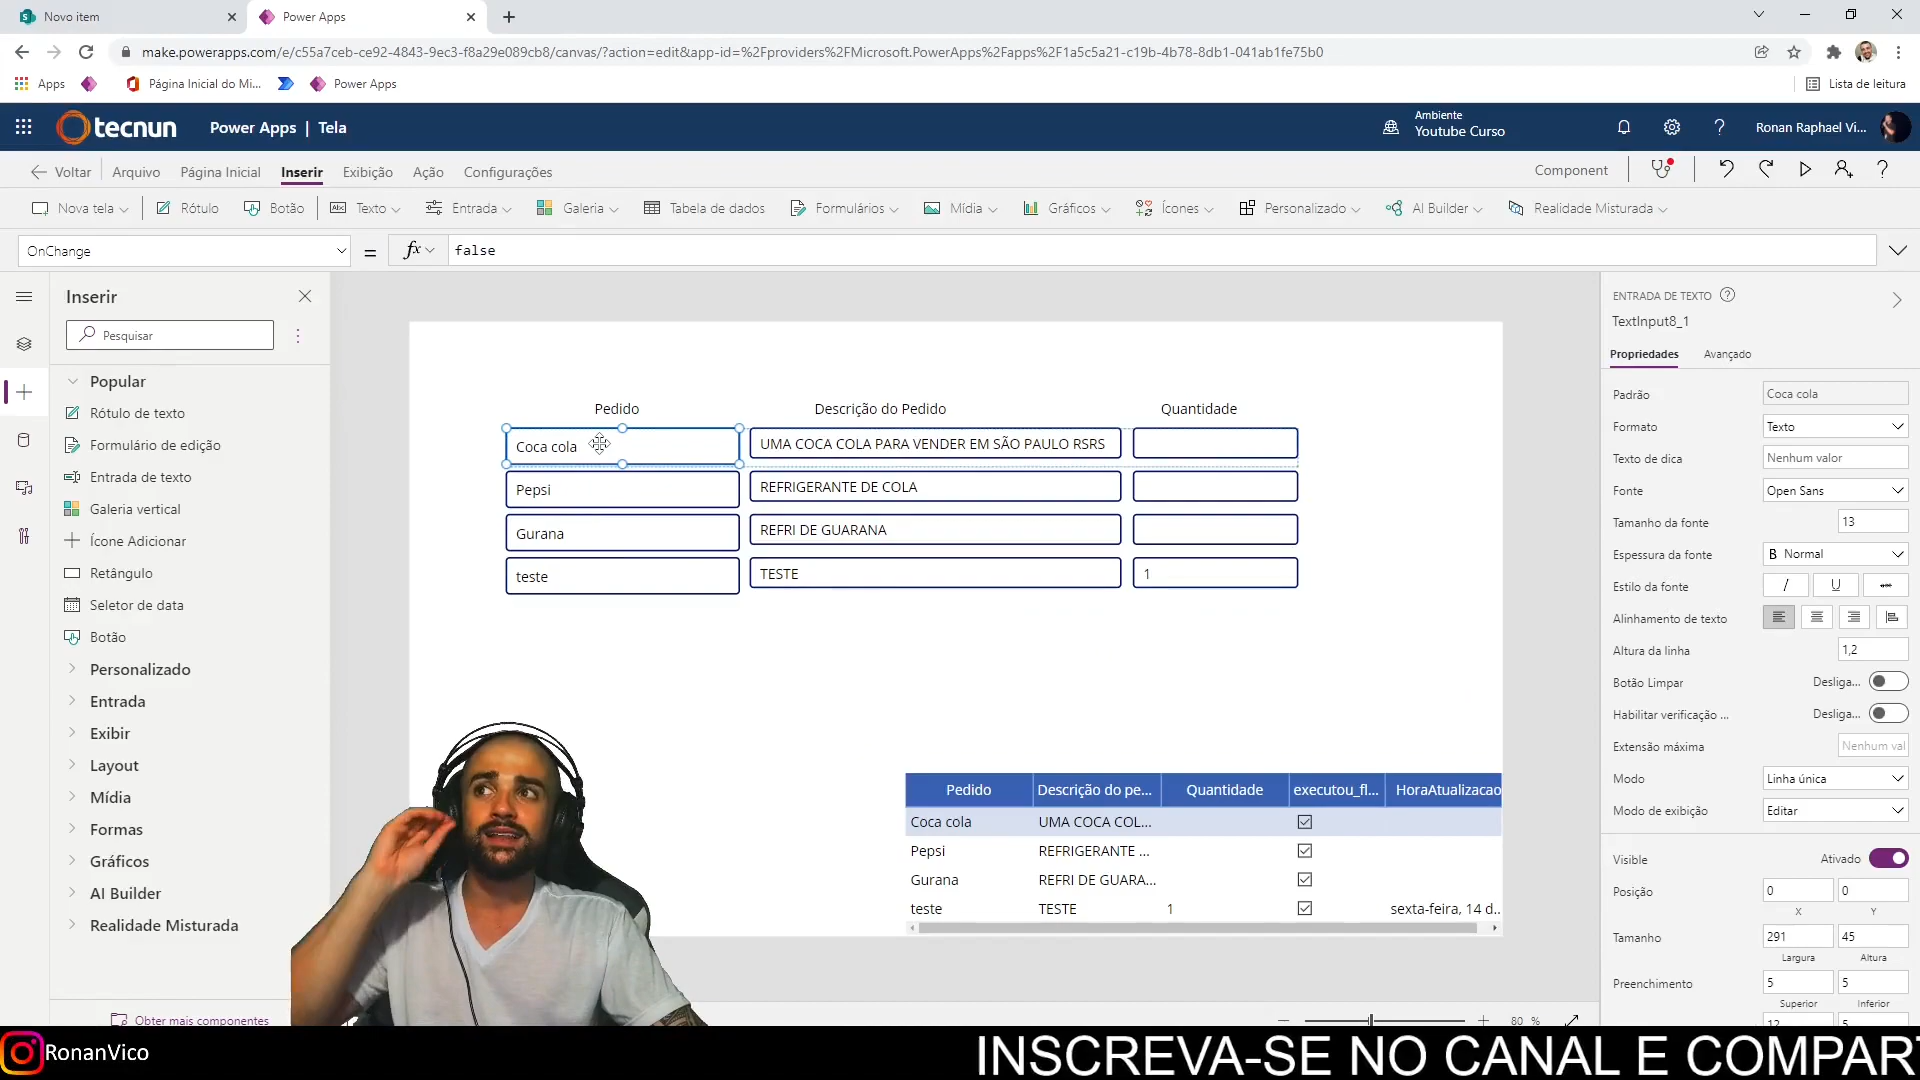 Novo item
Power Apps
make.powerapps.com/e/c55a7ceb-ce92-4843-9ec3-f8a29e089cb8/canvas/?action=edit&app-id=%2Fproviders%2FMicrosoft.PowerApps%2Fapps%2F1a5c5a21-c19b-4b78-8db1-041ab1fe75b0
Apps
Página Inicial do Mi...
Power Apps
Lista de leitura
tecnun
Power Apps | Tela
Ambiente
Youtube Curso
Ronan Raphael Vi...
Voltar
Arquivo
Página Inicial
Inserir
Exibição
Ação
Configurações
Component
Nova tela
Rótulo
Botão
Texto
Entrada
Galeria
Tabela de dados
Formulários
Mídia
Gráficos
Ícones
Personalizado
AI Builder
Realidade Misturada
OnChange
=
fx
false
Inserir
Pesquisar
Popular
Rótulo de texto
Formulário de edição
Entrada de texto
Galeria vertical
Ícone Adicionar
Retângulo
Seletor de data
Botão
Personalizado
Entrada
Exibir
Layout
Mídia
Formas
Gráficos
AI Builder
Realidade Misturada
Obter mais componentes
Pedido Descrição do Pedido Quantidade
Coca cola UMA COCA COLA PARA VENDER EM SÃO PAULO RSRS
Pepsi REFRIGERANTE DE COLA
Gurana REFRI DE GUARANA
teste TESTE 1
Pedido Descrição do pe... Quantidade executou_fl... HoraAtualizacao
Coca cola UMA COCA COL...
Pepsi REFRIGERANTE ...
Gurana REFRI DE GUARA...
teste TESTE 1 sexta-feira, 14 d..
80 %
ENTRADA DE TEXTO
TextInput8_1
Propriedades Avançado
Padrão Coca cola
Formato Texto
Texto de dica Nenhum valor
Fonte Open Sans
Tamanho da fonte 13
Espessura da fonte B Normal
Estilo da fonte / U abc
Alinhamento de texto
Altura da linha 1,2
Botão Limpar Desliga...
Habilitar verificação ... Desliga...
Extensão máxima Nenhum val
Modo Linha única
Modo de exibição Editar
Visible Ativado
Posição 0 0
X Y
Tamanho 291 45
Largura Altura
Preenchimento 5 5
Superior Inferior
12 5
RonanVico
INSCREVA-SE NO CANAL E COMPAR